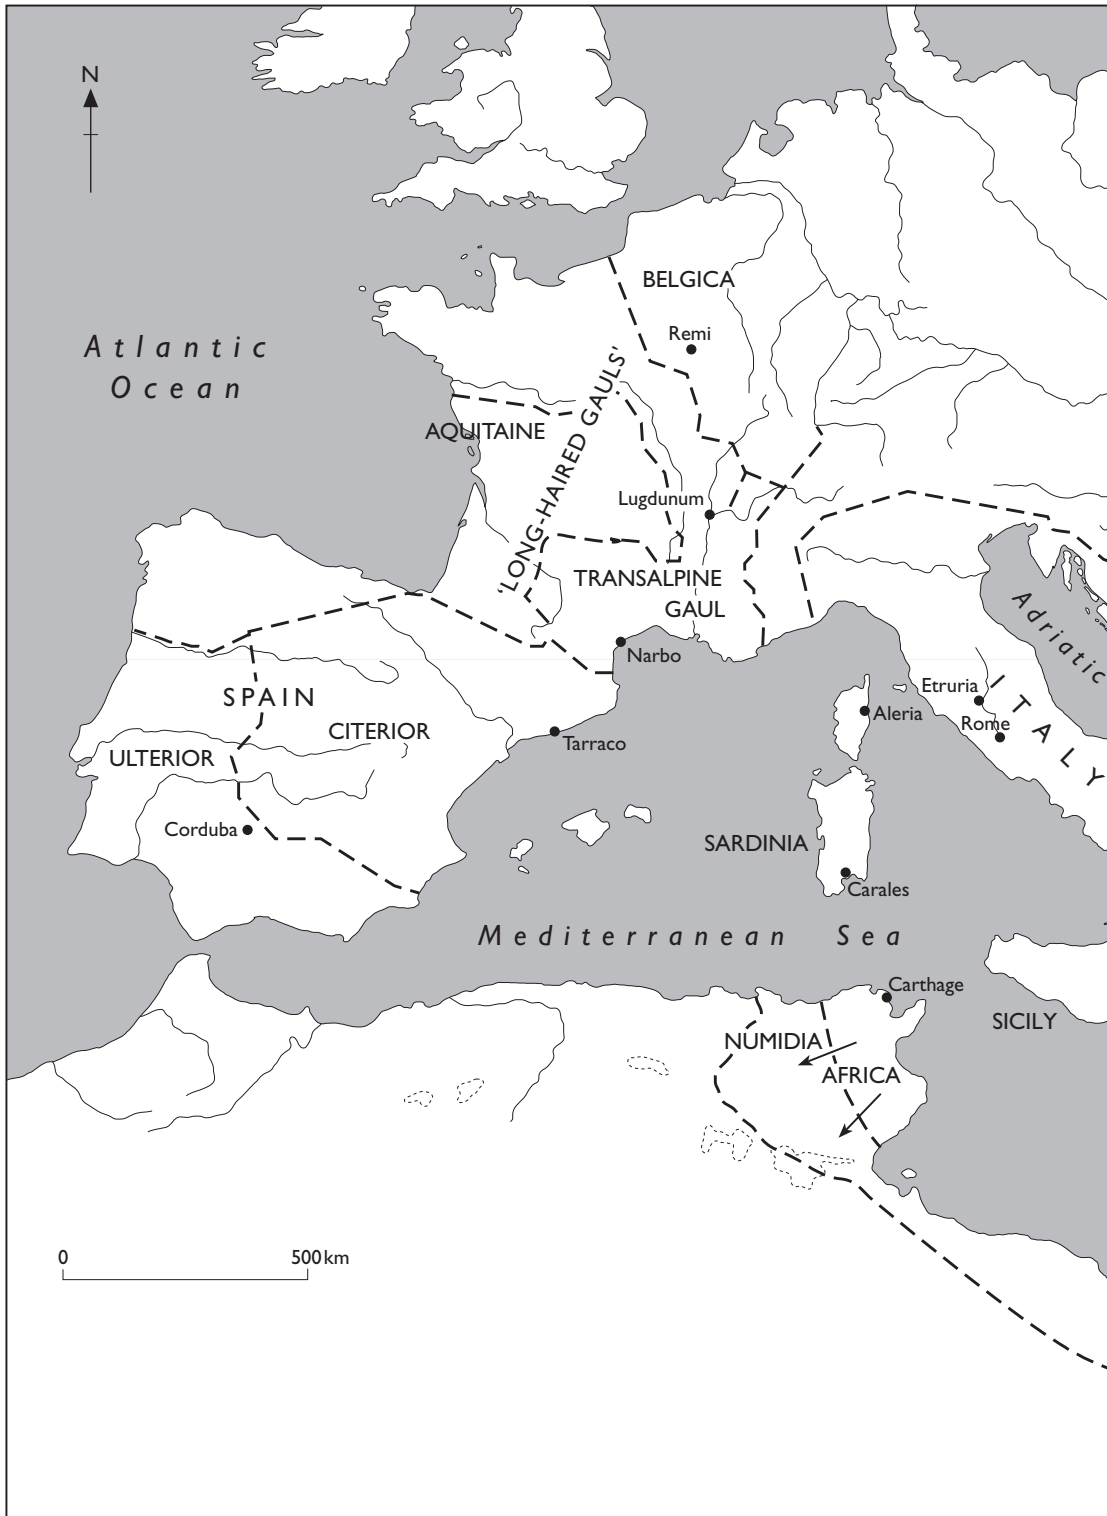 N
BELGICA
Remi
Atlantic
Ocean
'LONG-HAIRED GAULS'
AQUITAINE
Lugdunum
TRANSALPINE
GAUL
Adriatic
Narbo
Etruria
SPAIN
ITALY
Aleria
Rome
CITERIOR
Tarraco
ULTERIOR
Corduba
SARDINIA
Carales
Mediterranean Sea
Carthage
SICILY
NUMIDIA
AFRICA
0 500 km